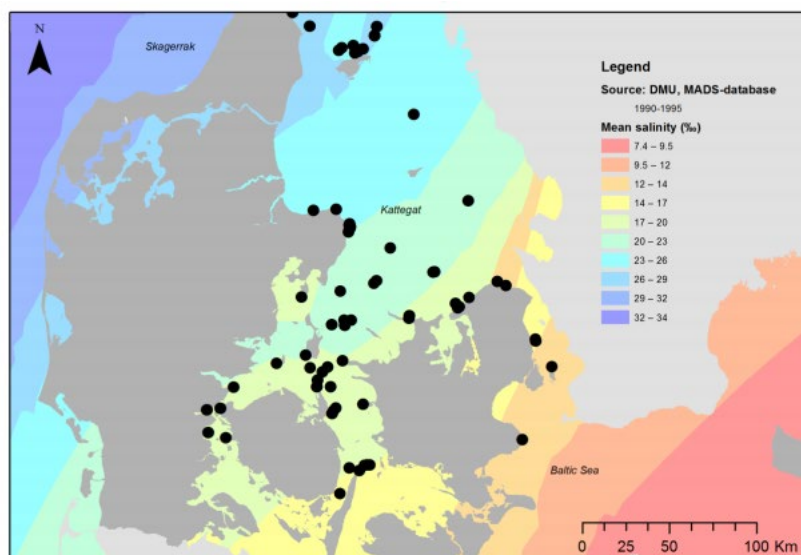 N
Skagerrak
Legend
Source: DMU, MADS-database
1990-1995
Mean salinity (‰)
7.4 – 9.5
9.5 – 12
12 – 14
14 – 17
17 – 20
20 – 23
23 – 26
26 – 29
29 – 32
32 – 34
Kattegat
Baltic Sea
0 25 50 100 Km